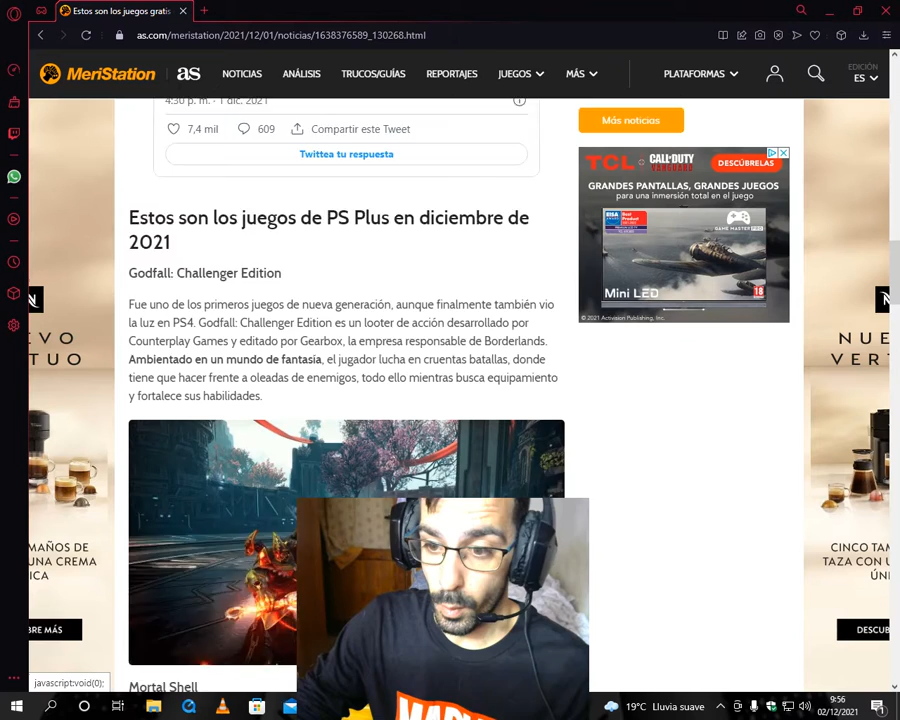 Estos son los juegos gratis
as.com/meristation/2021/12/01/noticias/1638376589_130268.html
MeriStation
as
NOTICIAS
ANÁLISIS
TRUCOS/GUÍAS
REPORTAJES
JUEGOS
MÁS
PLATAFORMAS
EDICIÓN
ES
4:30 p. m. · 1 dic. 2021
7,4 mil
609
Compartir este Tweet
Twittea tu respuesta
Más noticias
TCL
CALL OF DUTY
VANGUARD
DESCÚBRELAS
GRANDES PANTALLAS, GRANDES JUEGOS
para una inmersión total en el juego
EISA
GAME MASTER
Mini LED
18
© 2021 Activision Publishing, Inc.
Estos son los juegos de PS Plus en diciembre de
2021
Godfall: Challenger Edition
Fue uno de los primeros juegos de nueva generación, aunque finalmente también vio
la luz en PS4. Godfall: Challenger Edition es un looter de acción desarrollado por
Counterplay Games y editado por Gearbox, la empresa responsable de Borderlands.
Ambientado en un mundo de fantasía, el jugador lucha en cruentas batallas, donde
tiene que hacer frente a oleadas de enemigos, todo ello mientras busca equipamiento
y fortalece sus habilidades.
Mortal Shell
EVO
TUO
MAÑOS DE
UNA CREMA
ICA
BRE MÁS
NUE
VERT
CINCO TAM
TAZA CON U
ÚNI
DESCUB
javascript:void(0);
19°C Lluvia suave
9:56
02/12/2021